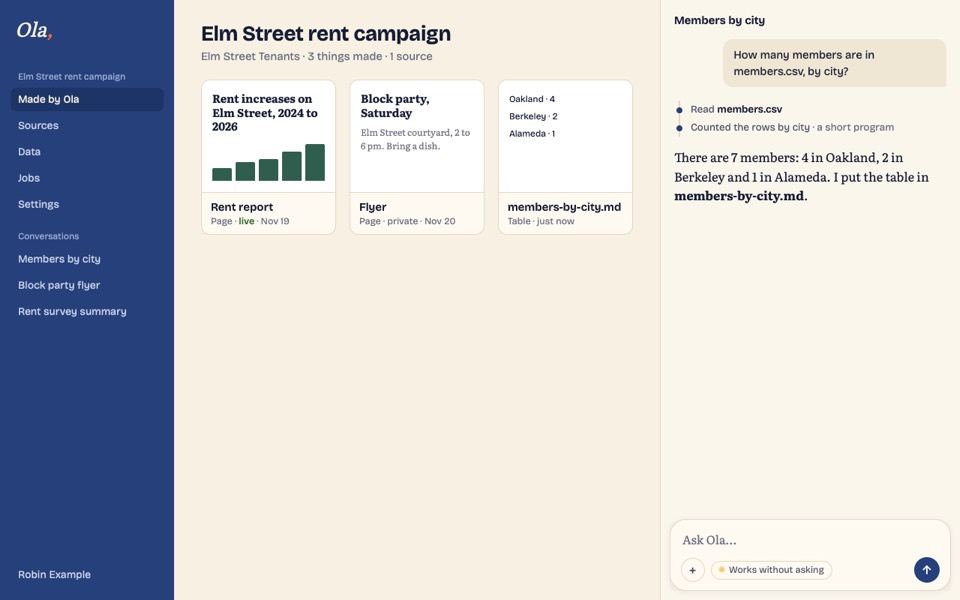 Ola,
Elm Street rent campaign
Made by Ola
Sources
Data
Jobs
Settings
Conversations
Members by city
Block party flyer
Rent survey summary
Robin Example
Elm Street rent campaign
Elm Street Tenants · 3 things made · 1 source
Rent increases on
Elm Street, 2024 to
2026
Rent report
Page · live · Nov 19
Block party,
Saturday
Elm Street courtyard, 2 to
6 pm. Bring a dish.
Flyer
Page · private · Nov 20
Oakland · 4
Berkeley · 2
Alameda · 1
members-by-city.md
Table · just now
Members by city
How many members are in
members.csv, by city?
Read members.csv
Counted the rows by city · a short program
There are 7 members: 4 in Oakland, 2 in
Berkeley and 1 in Alameda. I put the table in
members-by-city.md.
Ask Ola...
+
Works without asking